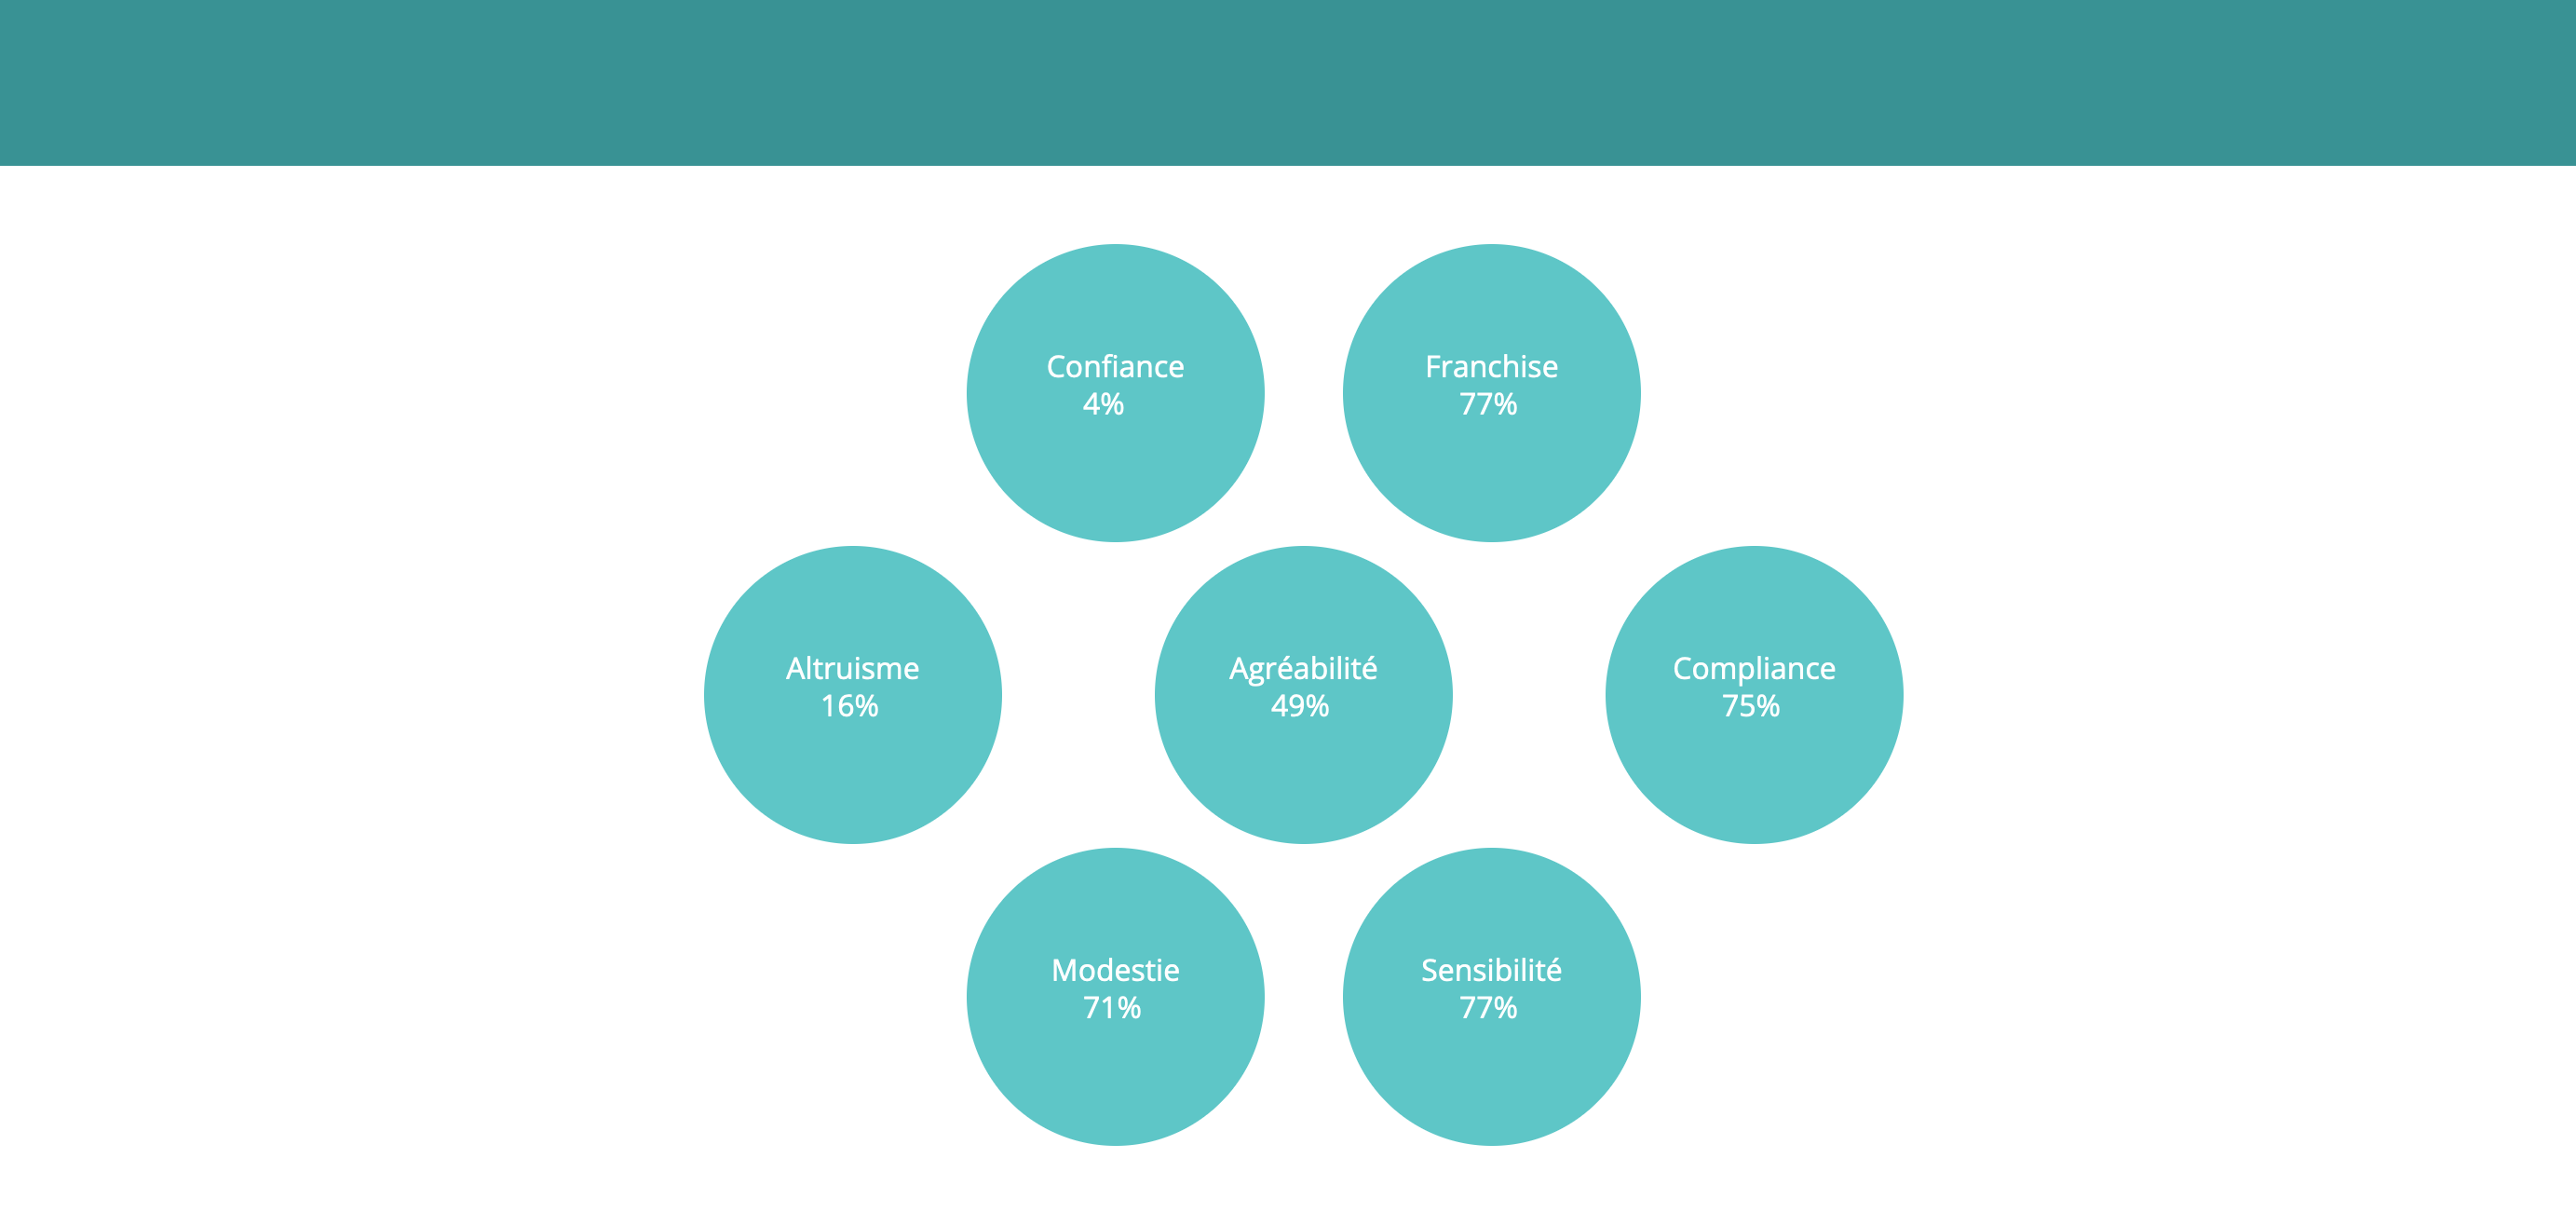 Confiance
4%
Franchise
77%
Altruisme
16%
Agréabilité
49%
Compliance
75%
Modestie
71%
Sensibilité
77%